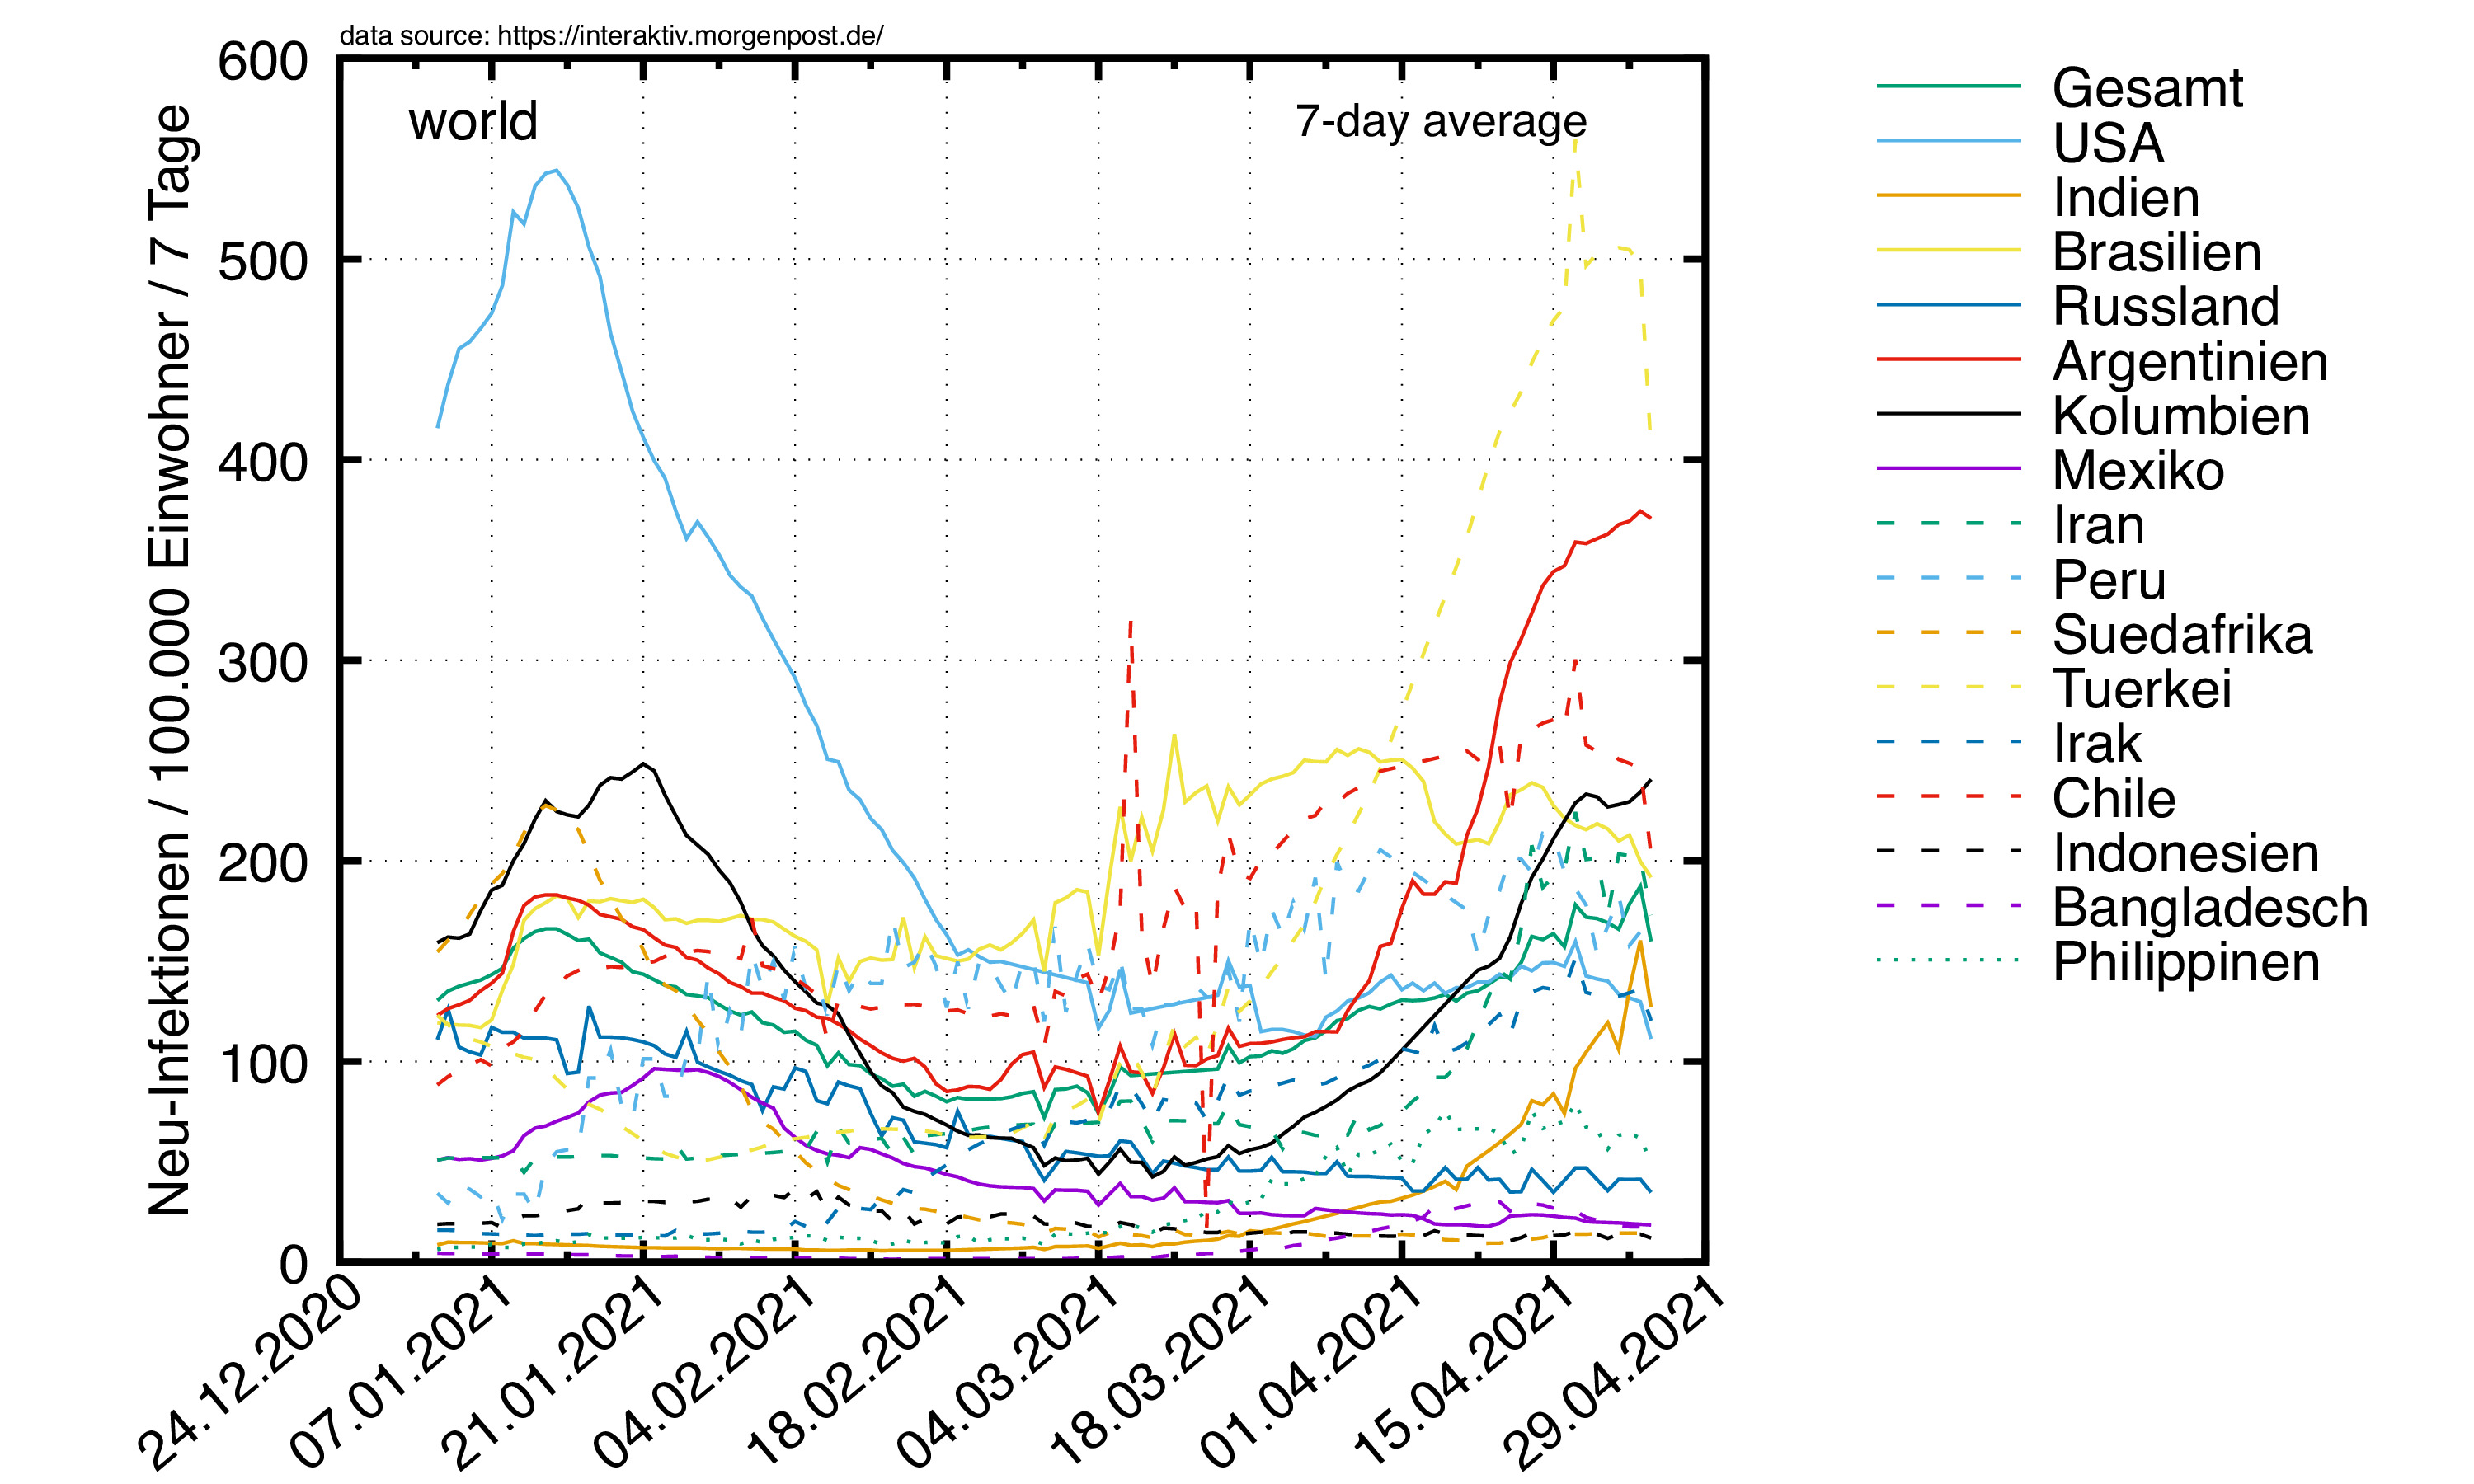 data source: https://interaktiv.morgenpost.de/
world
7-day average
Neu-Infektionen / 100.000 Einwohner / 7 Tage
600
500
400
300
200
100
0
24.12.2020
07.01.2021
21.01.2021
04.02.2021
18.02.2021
04.03.2021
18.03.2021
01.04.2021
15.04.2021
29.04.2021
Gesamt
USA
Indien
Brasilien
Russland
Argentinien
Kolumbien
Mexiko
Iran
Peru
Suedafrika
Tuerkei
Irak
Chile
Indonesien
Bangladesch
Philippinen